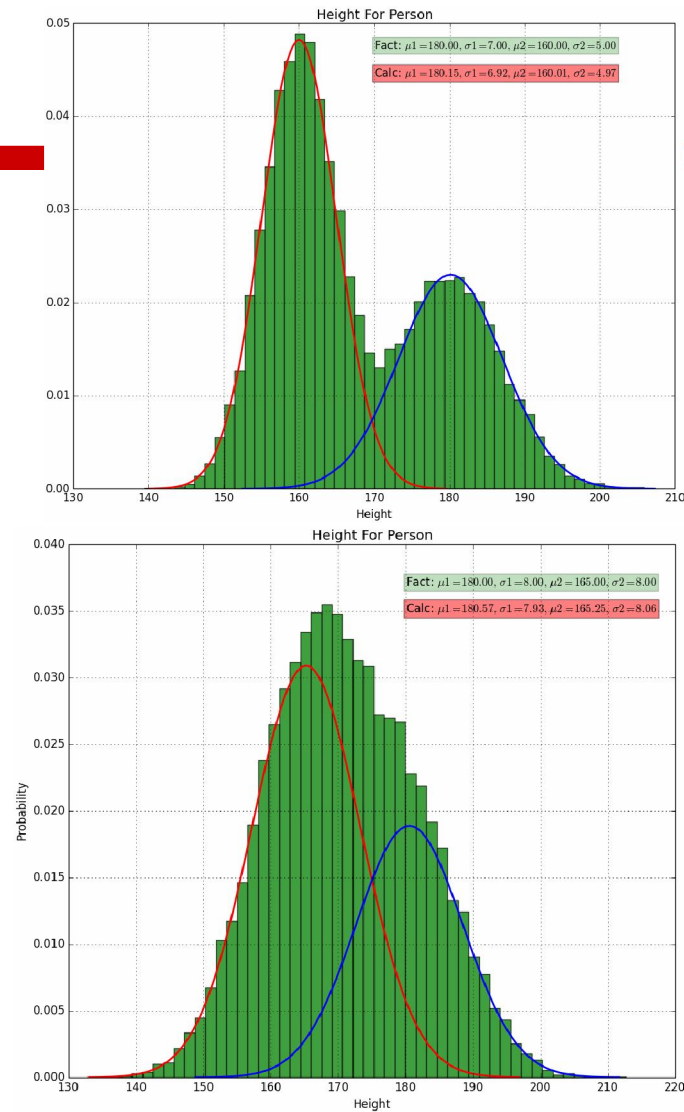 Height For Person
0.05
Fact: μ1=180.00, σ1=7.00, μ2=160.00, σ2=5.00
Calc: μ1=180.15, σ1=6.92, μ2=160.01, σ2=4.97
0.04
0.03
0.02
0.01
0.00
130 140 150 160 170 180 190 200 210
Height
Height For Person
0.040
Fact: μ1=180.00, σ1=8.00, μ2=165.00, σ2=8.00
Calc: μ1=180.57, σ1=7.93, μ2=165.25, σ2=8.06
0.035
0.030
0.025
0.020
Probability
0.015
0.010
0.005
0.000
130 140 150 160 170 180 190 200 210 220
Height